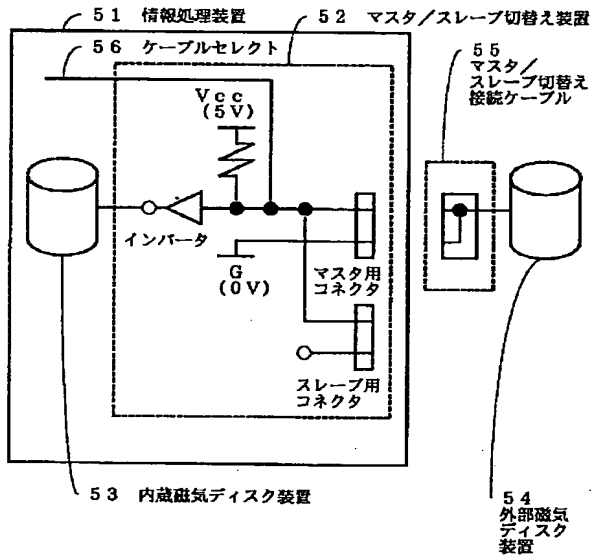 51 情報処理装置
52 マスタ/スレーブ切替え装置
56 ケーブルセレクト
55
マスタ/
スレーブ切替え
接続ケーブル
Vcc
(5V)
インバータ
G
(0V)
マスタ用
コネクタ
スレーブ用
コネクタ
53 内蔵磁気ディスク装置
54
外部磁気
ディスク
装置